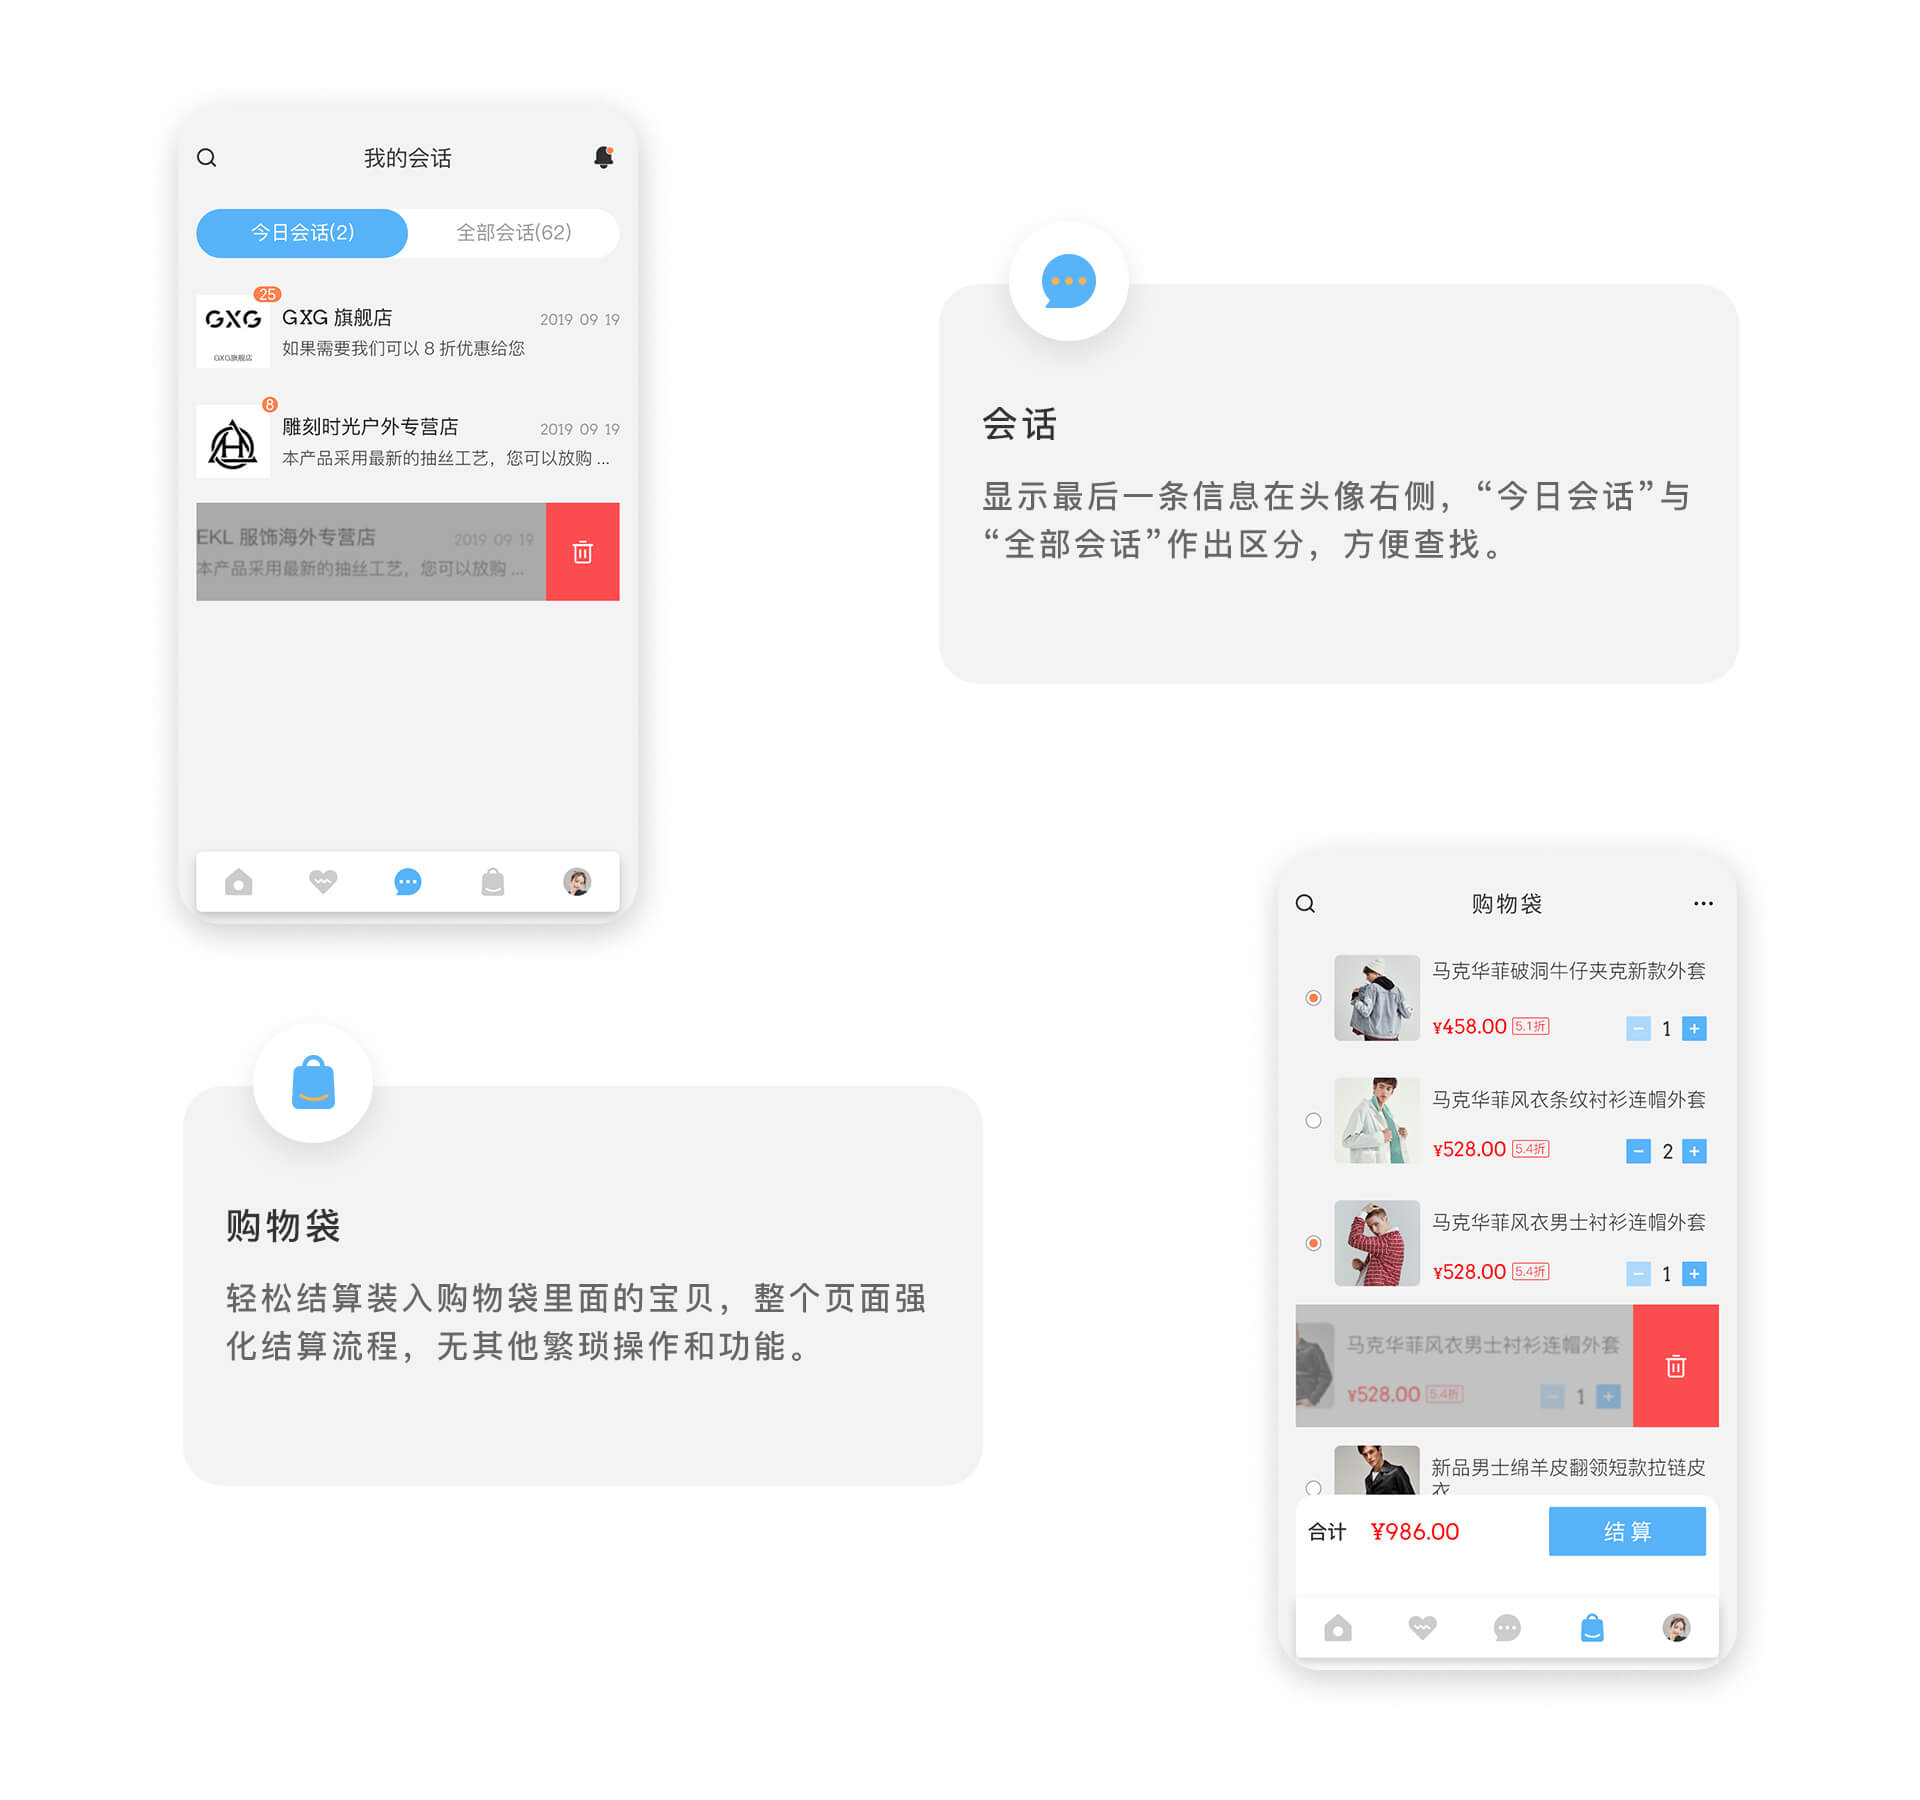 我的会话
今日会话(2)
全部会话(62)
25
GXG
GXG旗舰店
GXG 旗舰店
2019 09 19
如果需要我们可以 8 折优惠给您
8
雕刻时光户外专营店
2019 09 19
本产品采用最新的抽丝工艺，您可以放购 ...
EKL 服饰海外专营店
2019 09 19
本产品采用最新的抽丝工艺，您可以放购 ...
会话
显示最后一条信息在头像右侧，“今日会话”与
“全部会话”作出区分，方便查找。
购物袋
轻松结算装入购物袋里面的宝贝，整个页面强
化结算流程，无其他繁琐操作和功能。
购物袋
马克华菲破洞牛仔夹克新款外套
¥458.00 5.1折
1
马克华菲风衣条纹衬衫连帽外套
¥528.00 5.4折
2
马克华菲风衣男士衬衫连帽外套
¥528.00 5.4折
1
马克华菲风衣男士衬衫连帽外套
¥528.00 5.4折
1
新品男士绵羊皮翻领短款拉链皮
衣
合计 ¥986.00
结 算